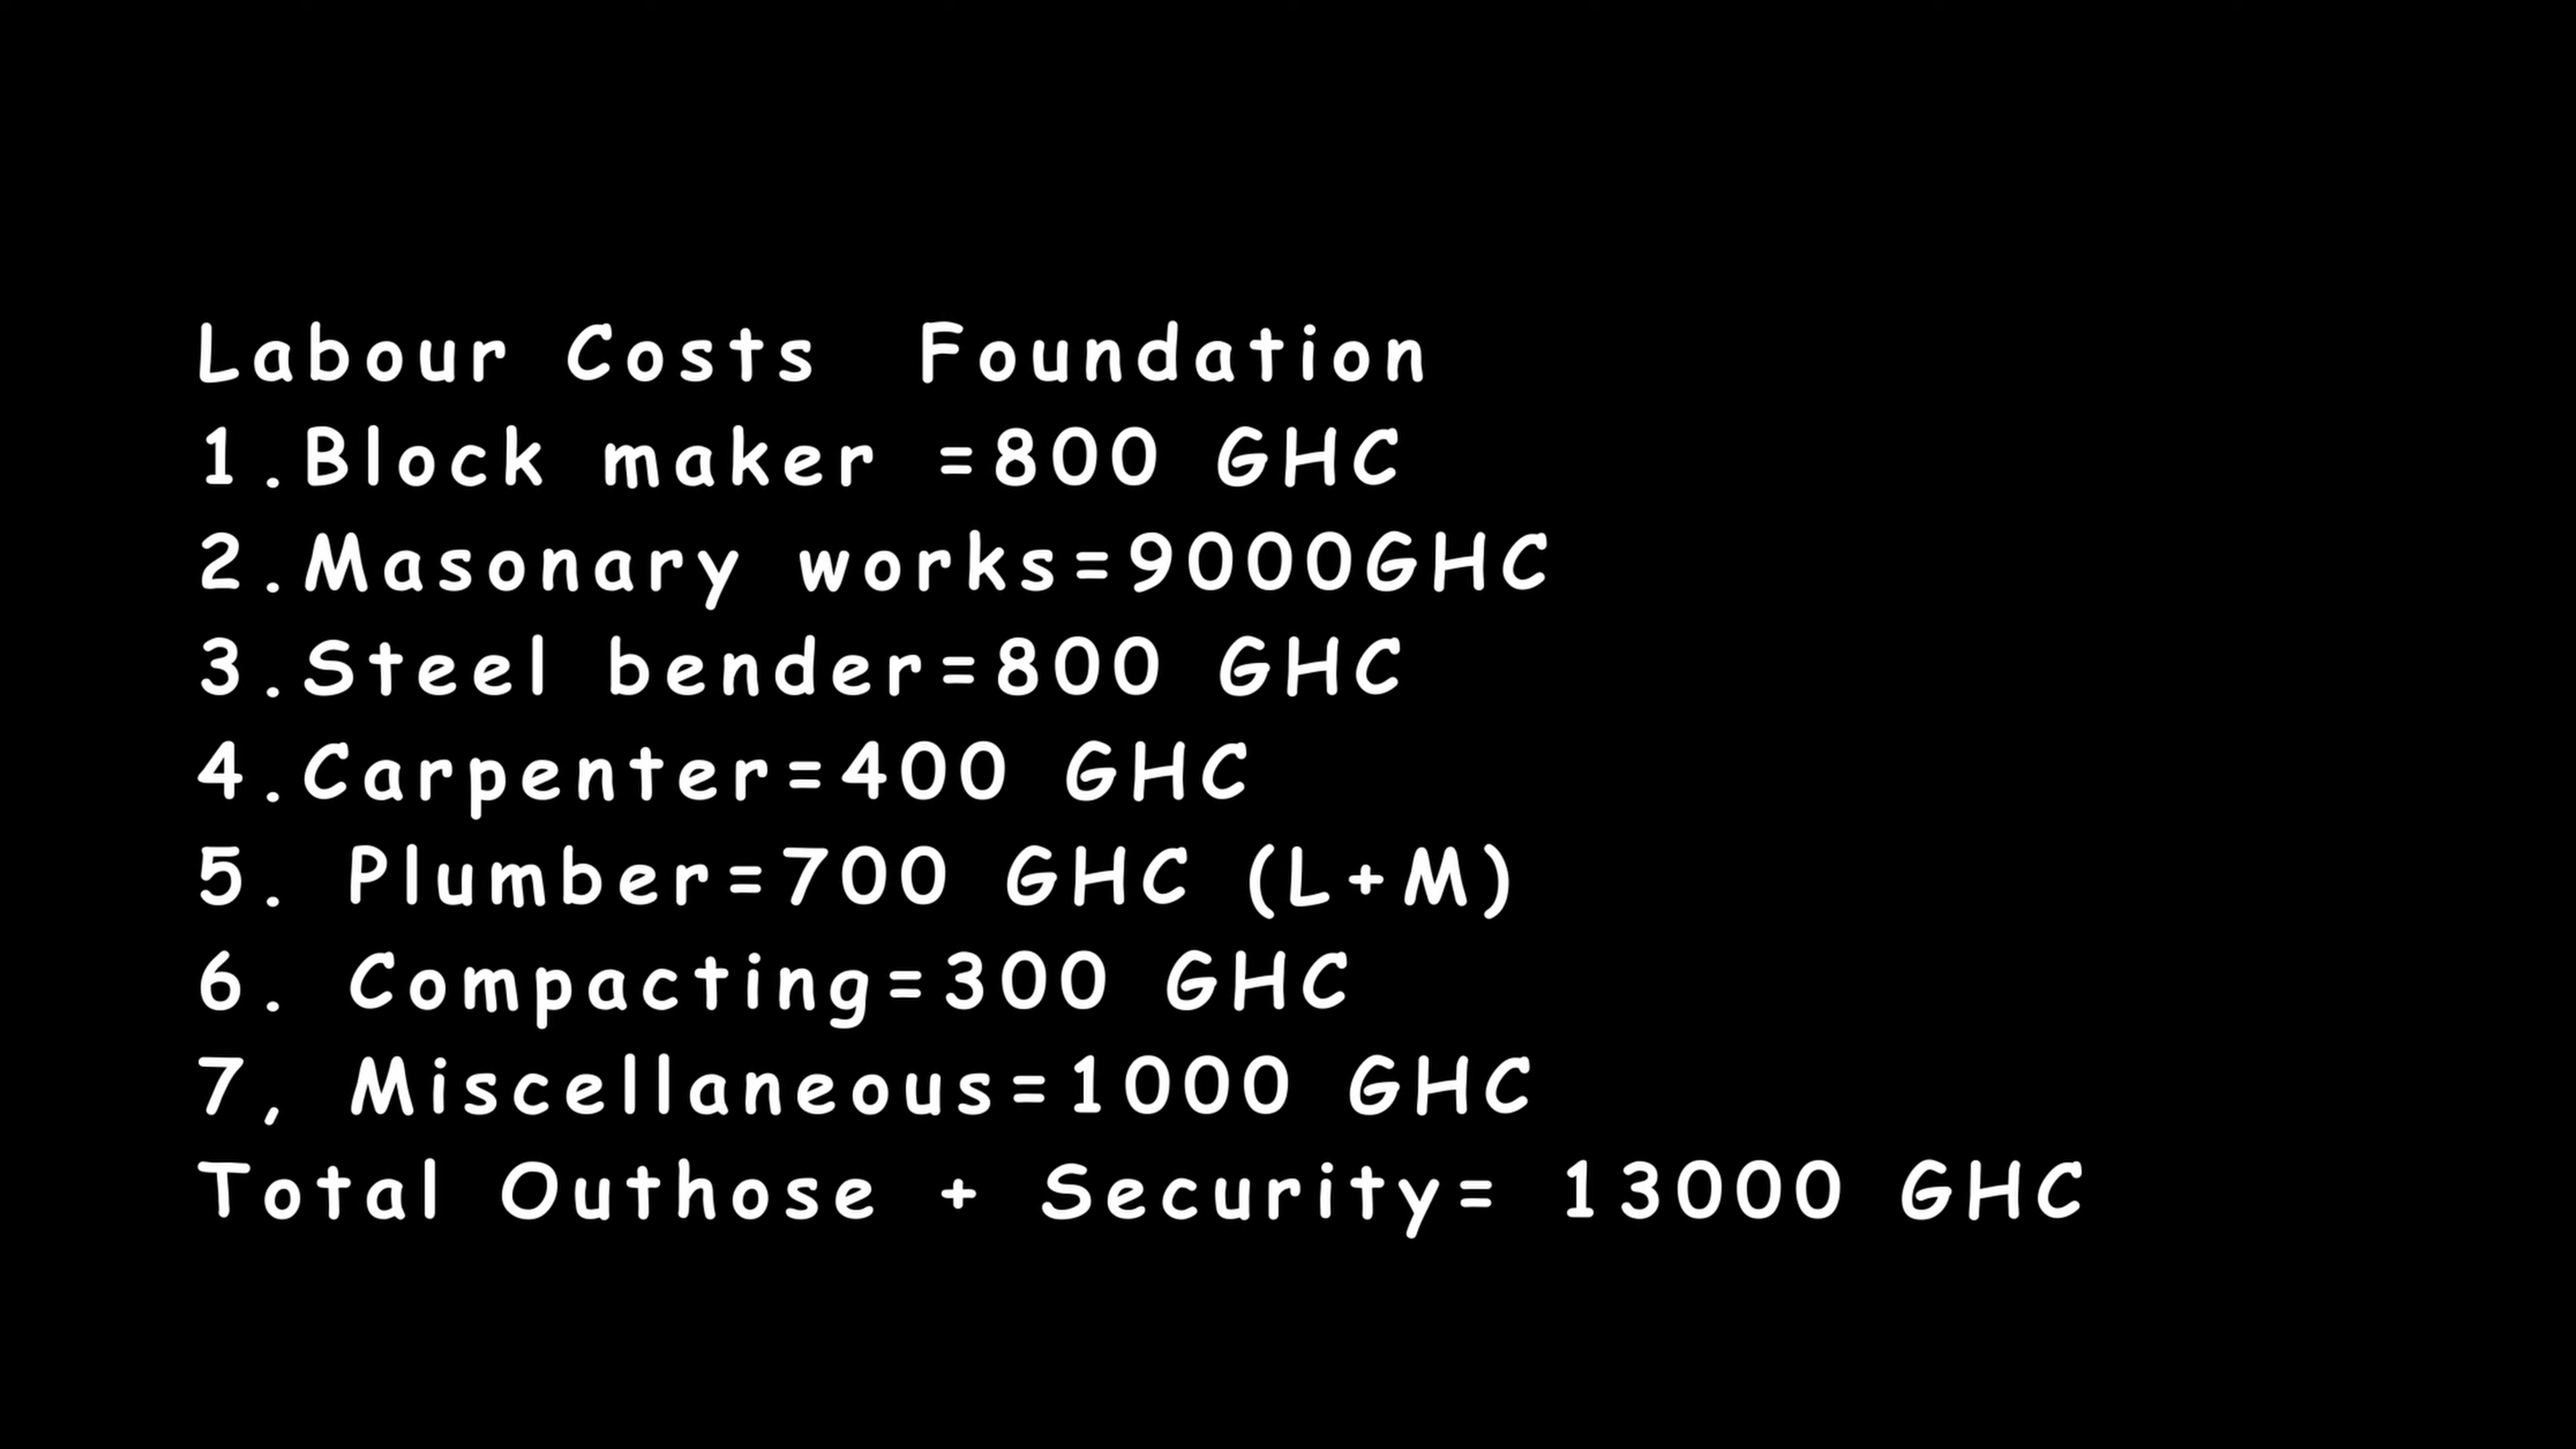 Labour Costs  Foundation
1.Block maker =800 GHC
2.Masonary works=9000GHC
3.Steel bender=800 GHC
4.Carpenter=400 GHC
5. Plumber=700 GHC (L+M)
6. Compacting=300 GHC
7, Miscellaneous=1000 GHC
Total Outhose + Security= 13000 GHC